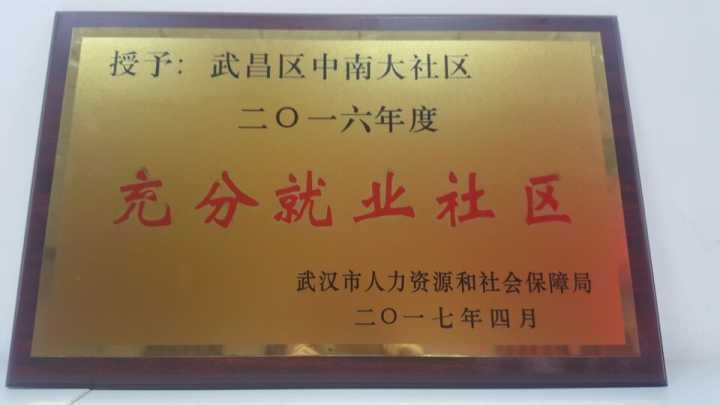 授予：武昌区中南大社区
二〇一六年度
充分就业社区
武汉市人力资源和社会保障局
二〇一七年四月